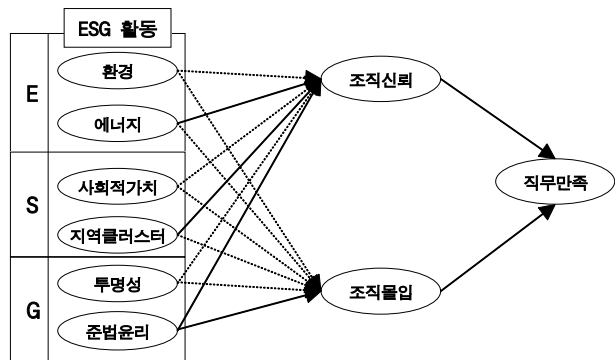 ESG 활동
E
환경
에너지
S
사회적가치
지역클러스터
G
투명성
준법윤리
조직신뢰
조직몰입
직무만족